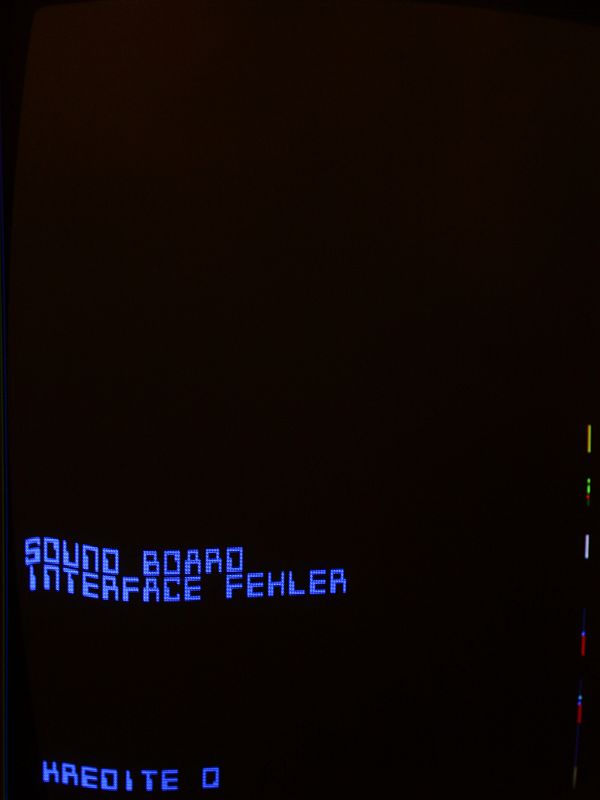 SOUND BOARD
INTERFACE FEHLER
KREDITE 0